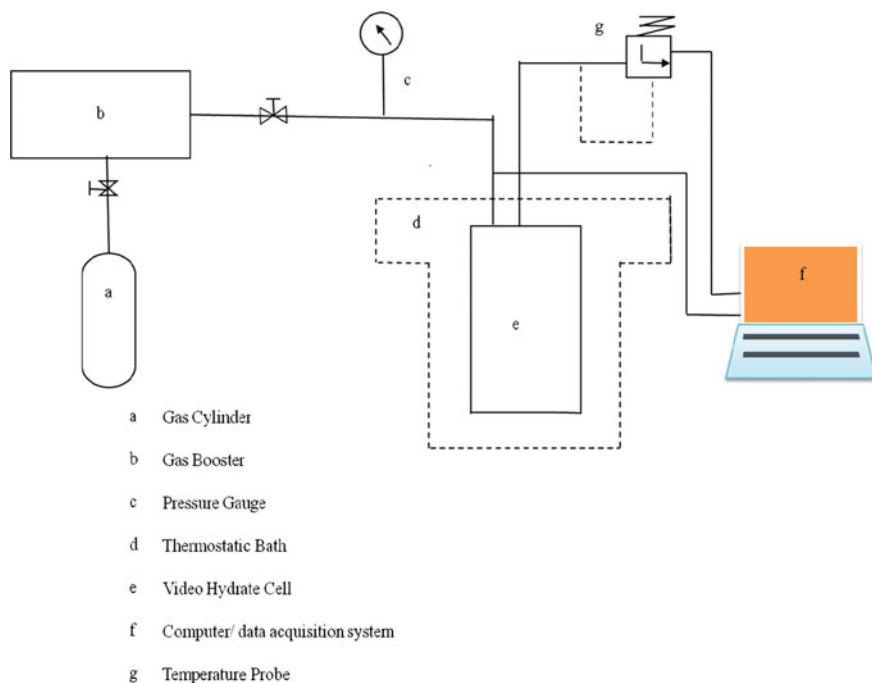 g
c
b
d
a
f
e
a Gas Cylinder
b Gas Booster
c Pressure Gauge
d Thermostatic Bath
e Video Hydrate Cell
f Computer/ data acquisition system
g Temperature Probe